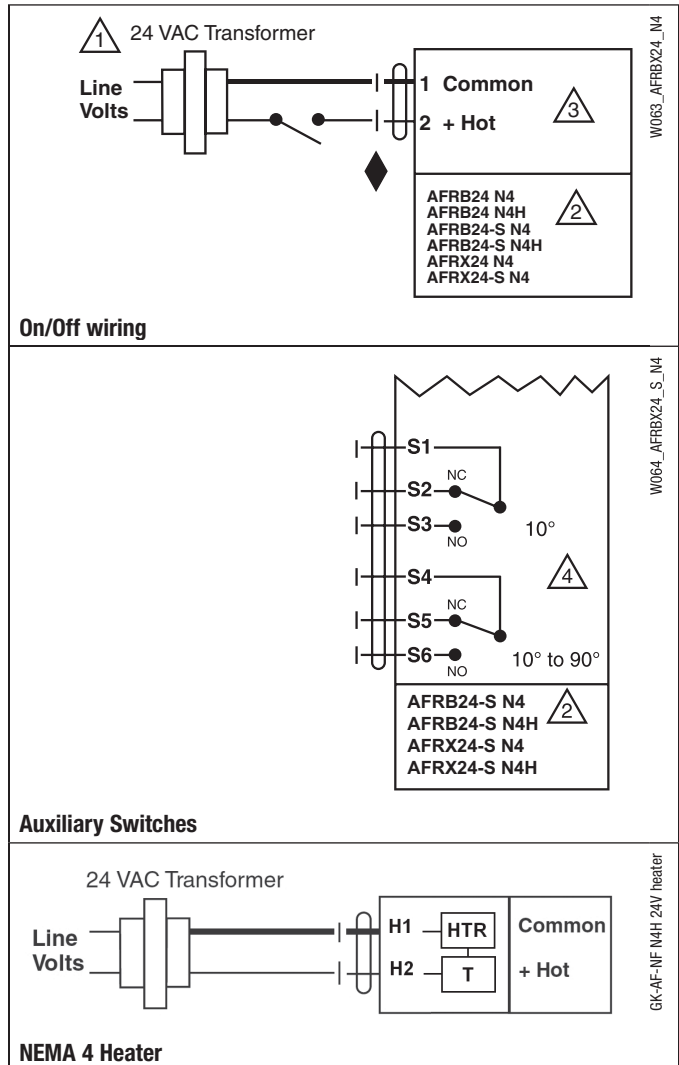 1 24 VAC Transformer
Line
Volts
1 Common
2 + Hot
3
AFRB24 N4
AFRB24 N4H
AFRB24-S N4
AFRB24-S N4H
AFRX24 N4
AFRX24-S N4
2
W063_AFRBX24_N4
On/Off wiring
S1
S2 NC
S3 NO
10°
S4
4
S5 NC
S6 NO
10° to 90°
AFRB24-S N4
AFRB24-S N4H
AFRX24-S N4
AFRX24-S N4H
2
W064_AFRBX24_S_N4
Auxiliary Switches
24 VAC Transformer
Line
Volts
H1 HTR Common
H2 T + Hot
GK-AF-NF N4H 24V heater
NEMA 4 Heater